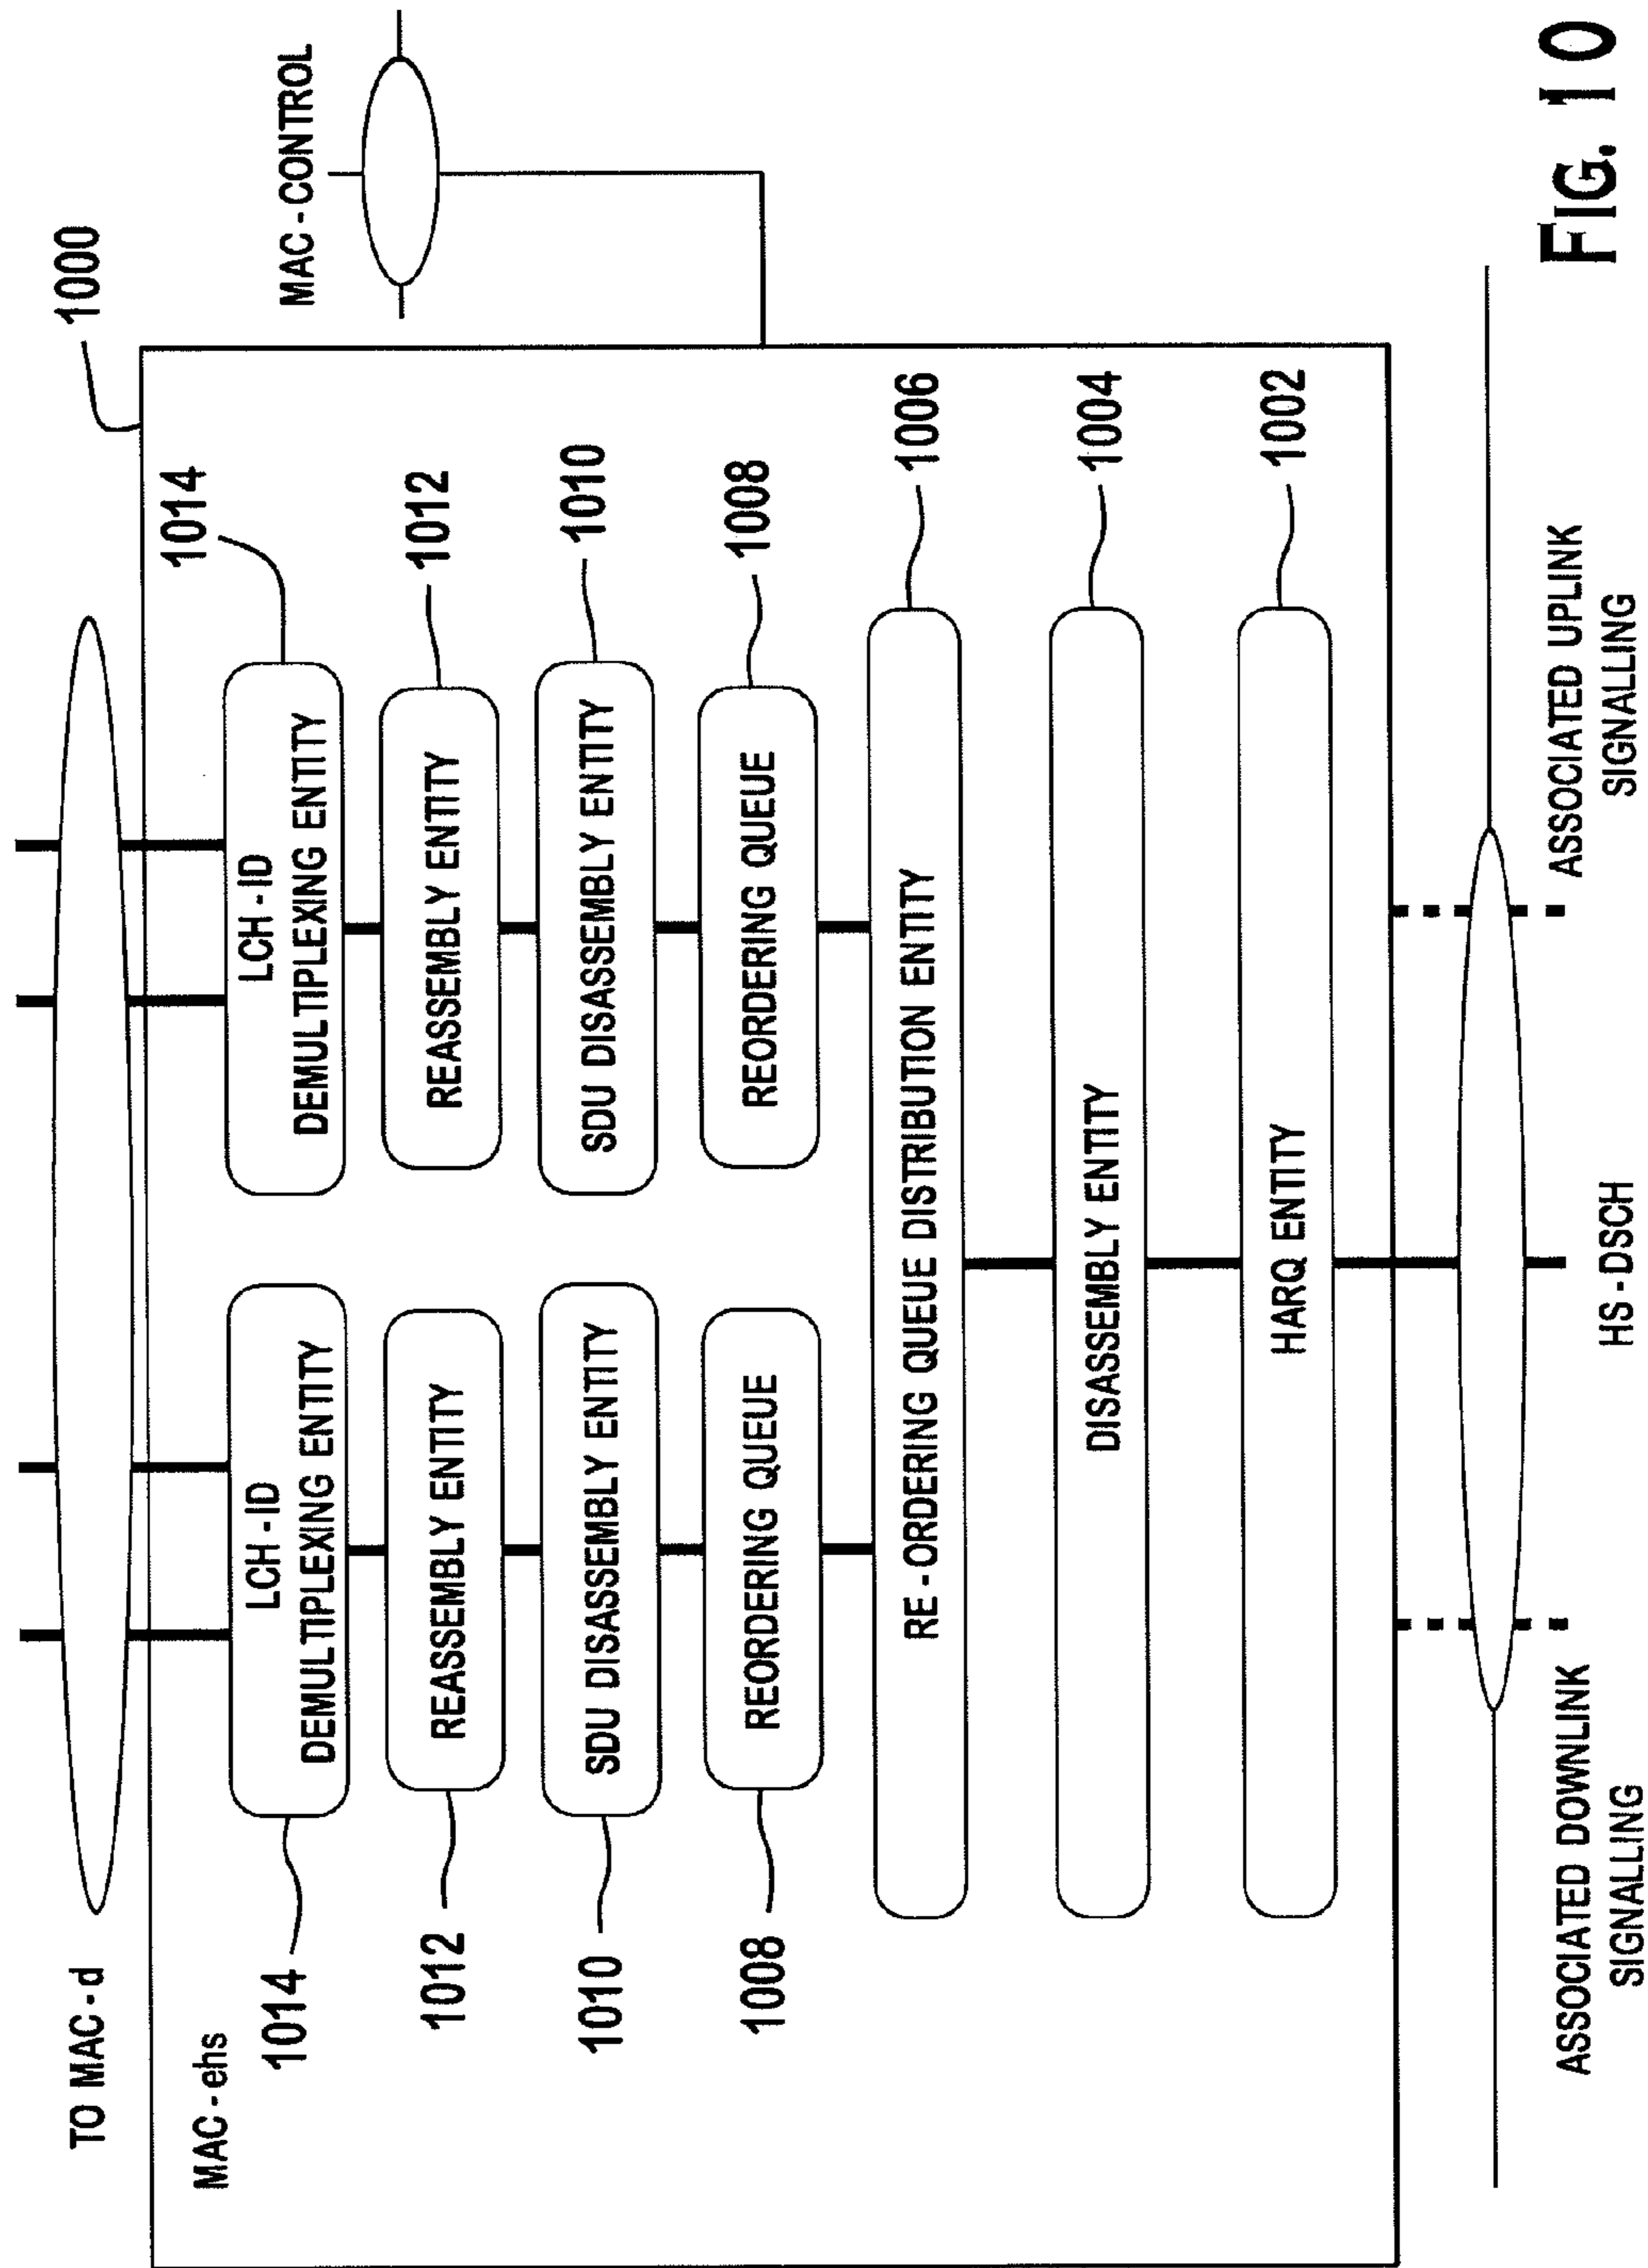 TO MAC-d
1000
MAC-CONTROL
MAC-ehs
1014
LCH-ID
DEMULTIPLEXING ENTITY
LCH-ID
DEMULTIPLEXING ENTITY
1014
1012
REASSEMBLY ENTITY
REASSEMBLY ENTITY
1012
1010
SDU DISASSEMBLY ENTITY
SDU DISASSEMBLY ENTITY
1010
1008
REORDERING QUEUE
REORDERING QUEUE
1008
RE-ORDERING QUEUE DISTRIBUTION ENTITY
1006
DISASSEMBLY ENTITY
1004
HARQ ENTITY
1002
ASSOCIATED DOWNLINK
SIGNALLING
HS-DSCH
ASSOCIATED UPLINK
SIGNALLING
FIG. 10